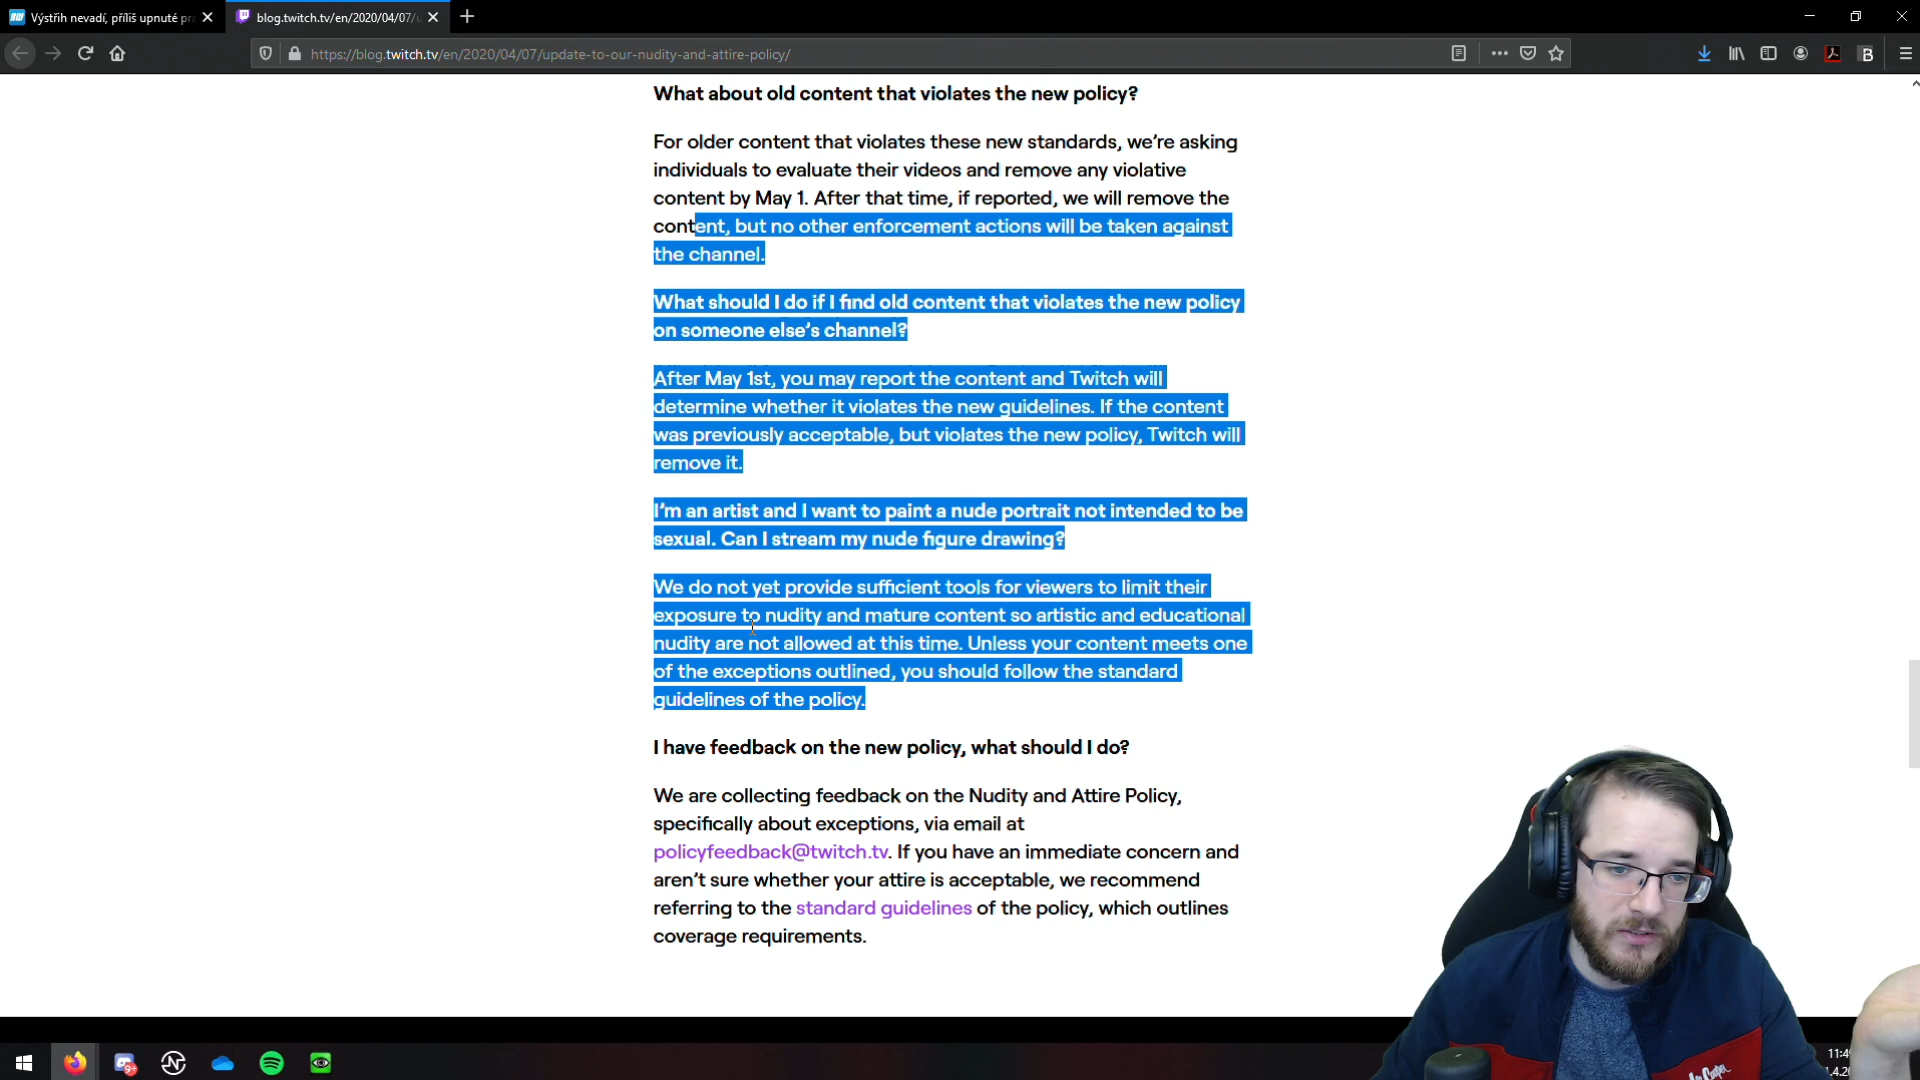 Výstřih nevadí, příliš upnuté pr
blog.twitch.tv/en/2020/04/07/u
https://blog.twitch.tv/en/2020/04/07/update-to-our-nudity-and-attire-policy/
What about old content that violates the new policy?
For older content that violates these new standards, we’re asking
individuals to evaluate their videos and remove any violative
content by May 1. After that time, if reported, we will remove the
content, but no other enforcement actions will be taken against
the channel.
What should I do if I find old content that violates the new policy
on someone else’s channel?
After May 1st, you may report the content and Twitch will
determine whether it violates the new guidelines. If the content
was previously acceptable, but violates the new policy, Twitch will
remove it.
I’m an artist and I want to paint a nude portrait not intended to be
sexual. Can I stream my nude figure drawing?
We do not yet provide sufficient tools for viewers to limit their
exposure to nudity and mature content so artistic and educational
nudity are not allowed at this time. Unless your content meets one
of the exceptions outlined, you should follow the standard
guidelines of the policy.
I have feedback on the new policy, what should I do?
We are collecting feedback on the Nudity and Attire Policy,
specifically about exceptions, via email at
policyfeedback@twitch.tv. If you have an immediate concern and
aren’t sure whether your attire is acceptable, we recommend
referring to the standard guidelines of the policy, which outlines
coverage requirements.
Lee Cooper